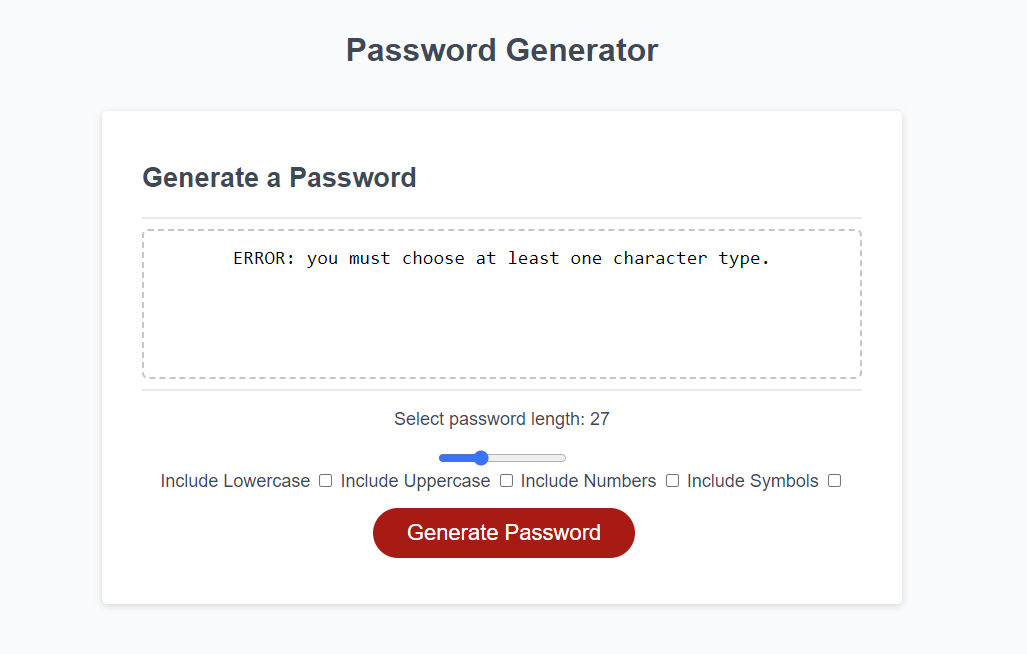 Password Generator
Generate a Password
ERROR: you must choose at least one character type.
Select password length: 27
Include Lowercase Include Uppercase Include Numbers Include Symbols
Generate Password